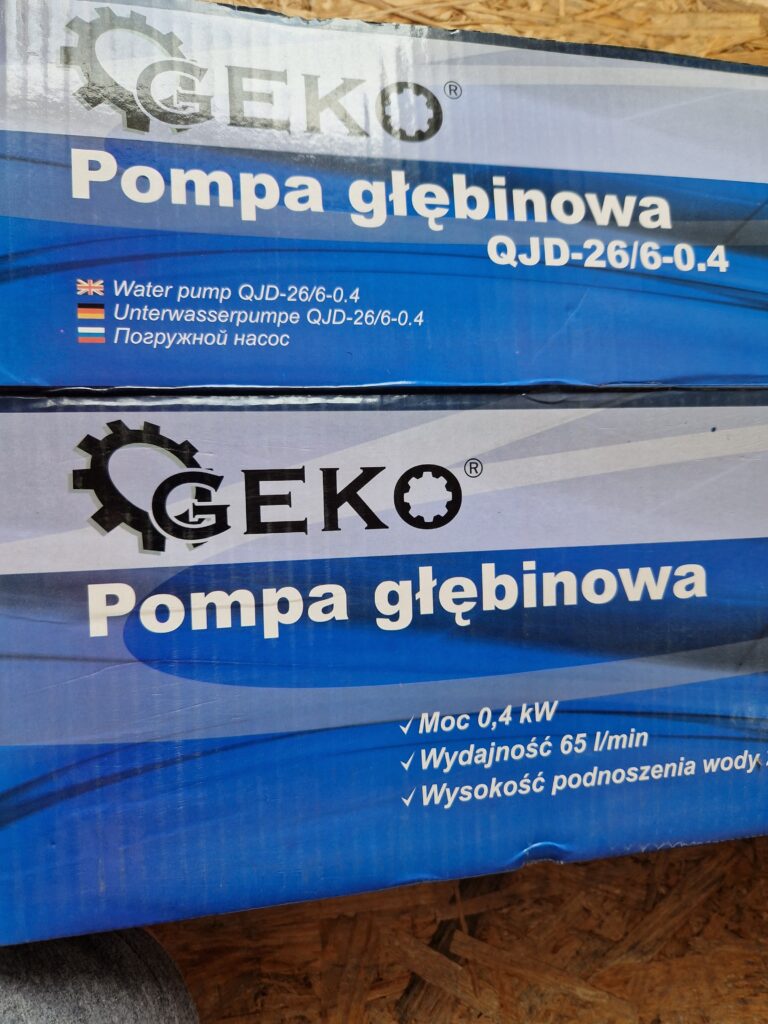 GEKO®
Pompa głębinowa
QJD-26/6-0.4
Water pump QJD-26/6-0.4
Unterwasserpumpe QJD-26/6-0.4
Погружной насос
GEKO®
Pompa głębinowa
✓ Moc 0,4 kW
✓ Wydajność 65 l/min
✓ Wysokość podnoszenia wody